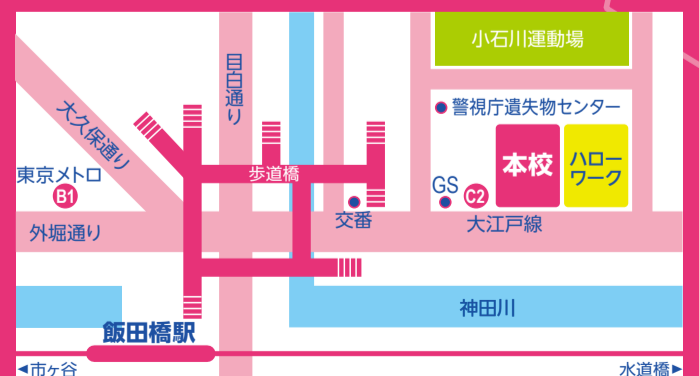 小石川運動場
目白通り
大久保通り
警視庁遺失物センター
東京メトロ
B1
歩道橋
本校
ハロー
ワーク
GS
C2
交番
大江戸線
外堀通り
神田川
飯田橋駅
◀市ヶ谷
水道橋▶